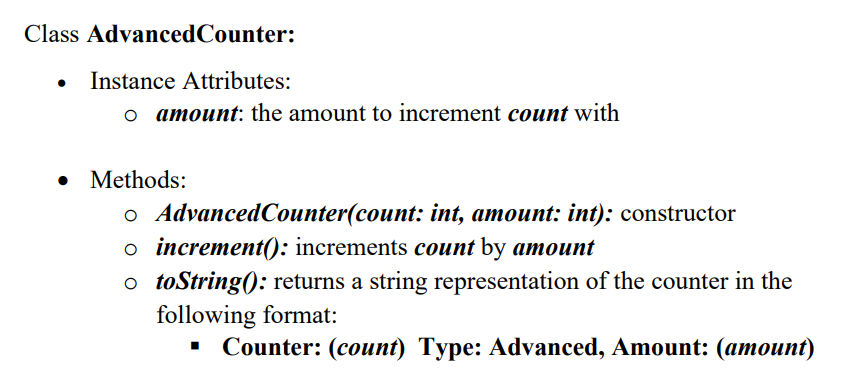 Class AdvancedCounter:
• Instance Attributes:
o amount: the amount to increment count with
• Methods:
o AdvancedCounter(count: int, amount: int): constructor
o increment(): increments count by amount
o toString(): returns a string representation of the counter in the
following format:
▪ Counter: (count)  Type: Advanced, Amount: (amount)